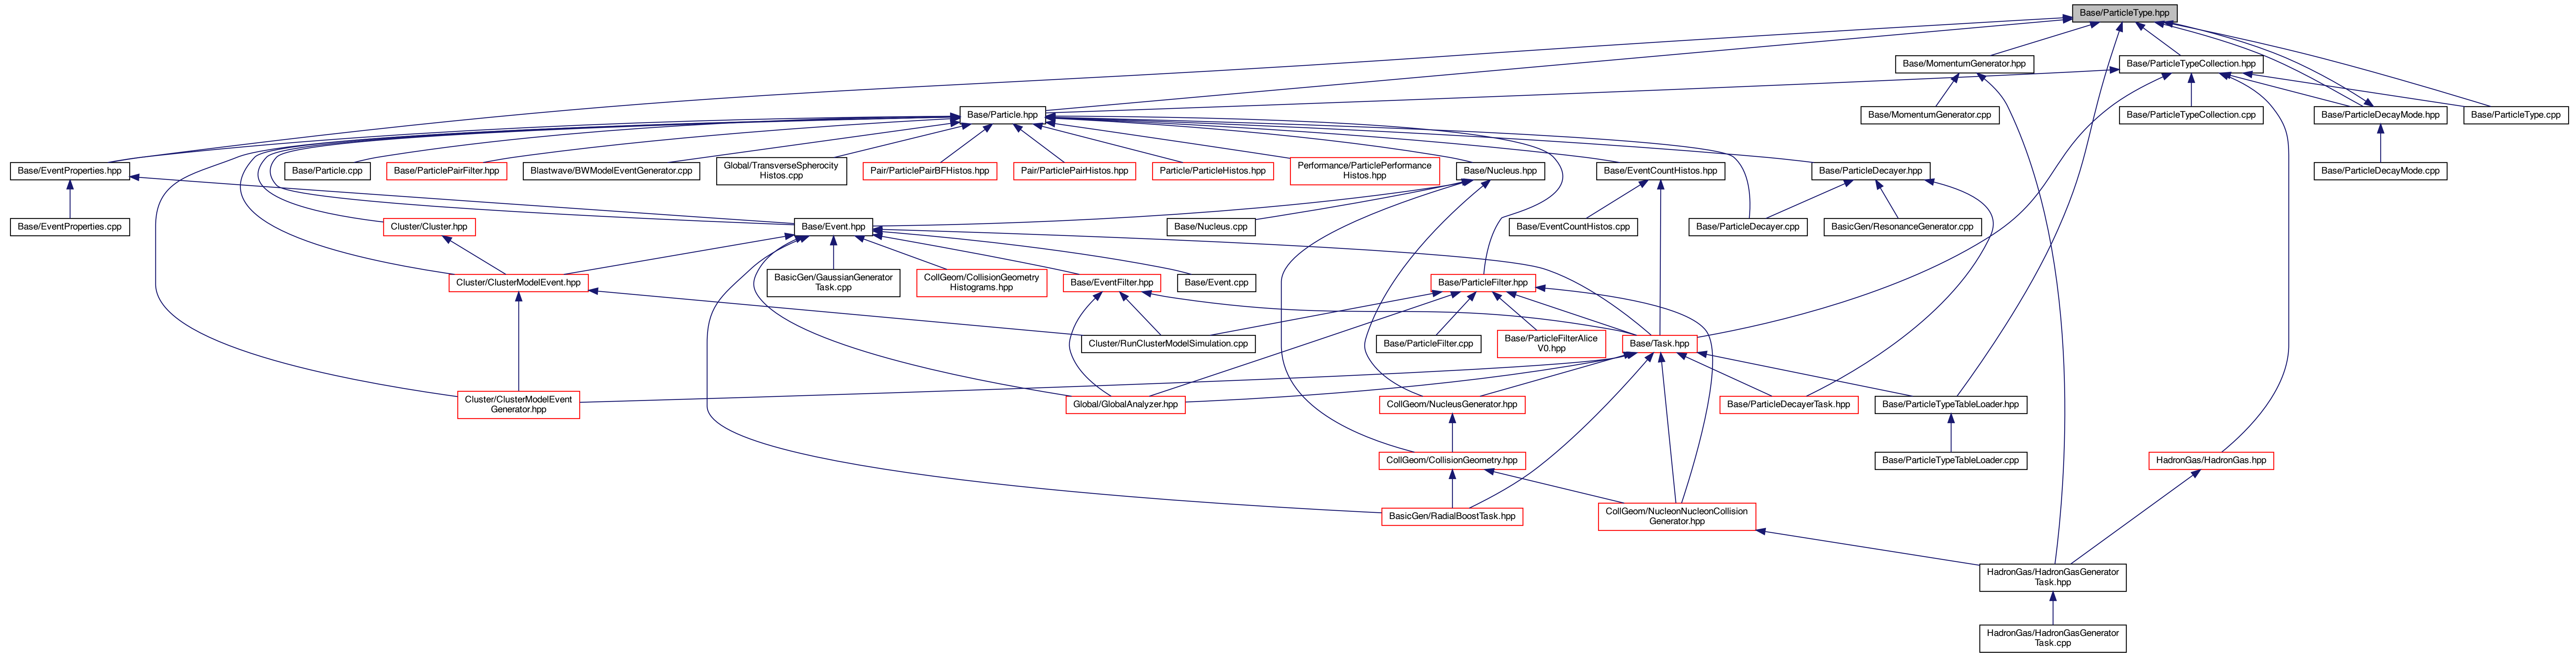 Base/ParticleType.hpp
Base/MomentumGenerator.hpp
Base/ParticleTypeCollection.hpp
Base/Particle.hpp
Base/MomentumGenerator.cpp
Base/ParticleTypeCollection.cpp
Base/ParticleDecayMode.hpp
Base/ParticleType.cpp
Base/EventProperties.hpp
Base/Particle.cpp
Base/ParticlePairFilter.hpp
Blastwave/BWModelEventGenerator.cpp
Global/TransverseSpherocity
Histos.cpp
Pair/ParticlePairBFHistos.hpp
Pair/ParticlePairHistos.hpp
Particle/ParticleHistos.hpp
Performance/ParticlePerformance
Histos.hpp
Base/Nucleus.hpp
Base/EventCountHistos.hpp
Base/ParticleDecayer.hpp
Base/ParticleDecayMode.cpp
Base/EventProperties.cpp
Cluster/Cluster.hpp
Base/Event.hpp
Base/Nucleus.cpp
Base/EventCountHistos.cpp
Base/ParticleDecayer.cpp
BasicGen/ResonanceGenerator.cpp
Cluster/ClusterModelEvent.hpp
BasicGen/GaussianGenerator
Task.cpp
CollGeom/CollisionGeometry
Histograms.hpp
Base/EventFilter.hpp
Base/Event.cpp
Base/ParticleFilter.hpp
Cluster/RunClusterModelSimulation.cpp
Base/ParticleFilter.cpp
Base/ParticleFilterAlice
V0.hpp
Base/Task.hpp
Cluster/ClusterModelEvent
Generator.hpp
Global/GlobalAnalyzer.hpp
CollGeom/NucleusGenerator.hpp
Base/ParticleDecayerTask.hpp
Base/ParticleTypeTableLoader.hpp
CollGeom/CollisionGeometry.hpp
Base/ParticleTypeTableLoader.cpp
HadronGas/HadronGas.hpp
BasicGen/RadialBoostTask.hpp
CollGeom/NucleonNucleonCollision
Generator.hpp
HadronGas/HadronGasGenerator
Task.hpp
HadronGas/HadronGasGenerator
Task.cpp